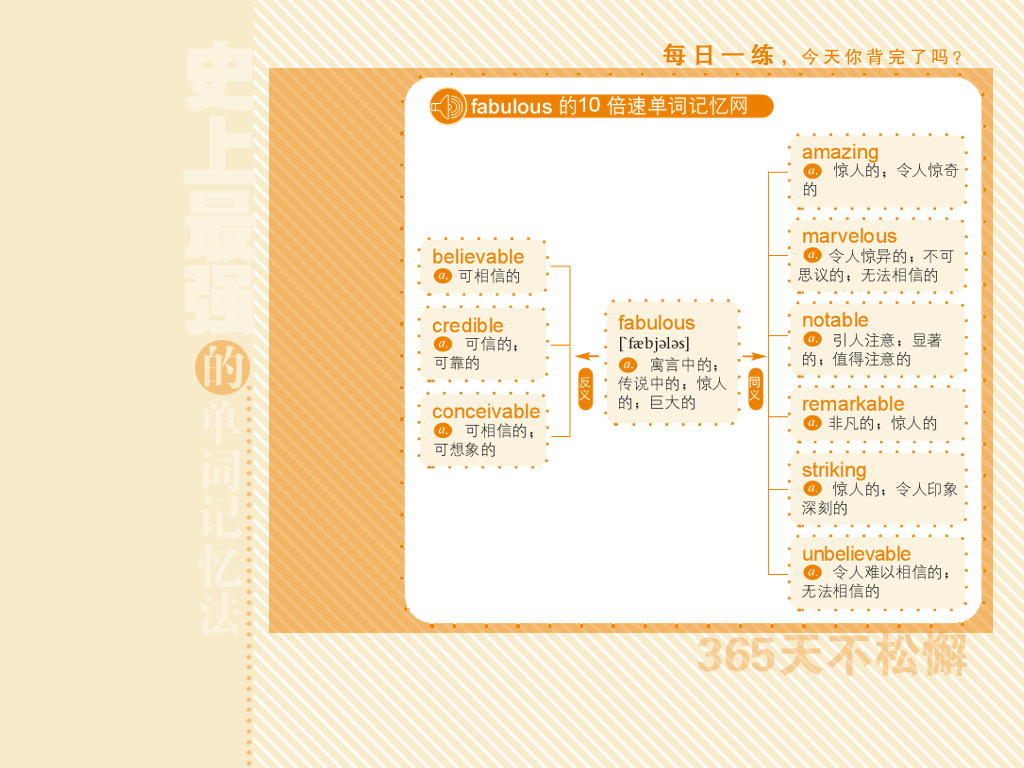 每日一练，今天你背完了吗？
史上最强的单词记忆法
fabulous 的10 倍速单词记忆网
believable
a. 可相信的
credible
a. 可信的；
可靠的
conceivable
a. 可相信的；
可想象的
反义
fabulous
[`fæbjələs]
a. 寓言中的；
传说中的；惊人
的；巨大的
同义
amazing
a. 惊人的；令人惊奇
的
marvelous
a. 令人惊异的；不可
思议的；无法相信的
notable
a. 引人注意；显著
的；值得注意的
remarkable
a. 非凡的；惊人的
striking
a. 惊人的；令人印象
深刻的
unbelievable
a. 令人难以相信的；
无法相信的
365天不松懈